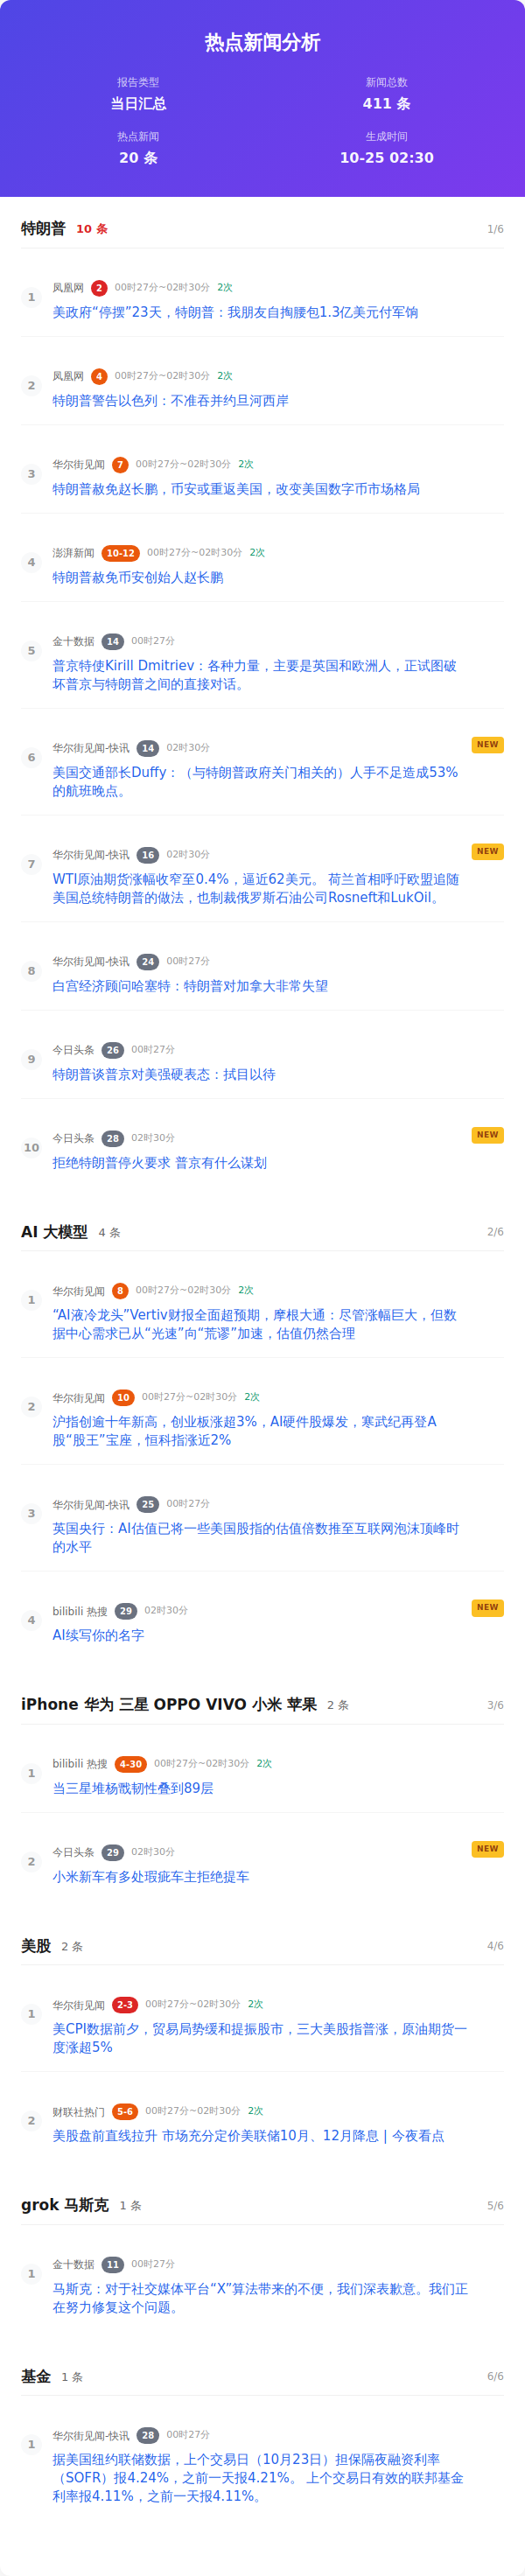 热点新闻分析
报告类型
新闻总数
当日汇总
411 条
热点新闻
生成时间
20 条
10-25 02:30
特朗普 10 条 1/6
1
凤凰网 2 00时27分~02时30分 2次
美政府“停摆”23天，特朗普：我朋友自掏腰包1.3亿美元付军饷
2
凤凰网 4 00时27分~02时30分 2次
特朗普警告以色列：不准吞并约旦河西岸
3
华尔街见闻 7 00时27分~02时30分 2次
特朗普赦免赵长鹏，币安或重返美国，改变美国数字币市场格局
4
澎湃新闻 10-12 00时27分~02时30分 2次
特朗普赦免币安创始人赵长鹏
5
金十数据 14 00时27分
普京特使Kirill Dmitriev：各种力量，主要是英国和欧洲人，正试图破
坏普京与特朗普之间的直接对话。
6
华尔街见闻-快讯 14 02时30分 NEW
美国交通部长Duffy：（与特朗普政府关门相关的）人手不足造成53%
的航班晚点。
7
华尔街见闻-快讯 16 02时30分 NEW
WTI原油期货涨幅收窄至0.4%，逼近62美元。 荷兰首相呼吁欧盟追随
美国总统特朗普的做法，也制裁俄罗斯石油公司Rosneft和LukOil。
8
华尔街见闻-快讯 24 00时27分
白宫经济顾问哈塞特：特朗普对加拿大非常失望
9
今日头条 26 00时27分
特朗普谈普京对美强硬表态：拭目以待
10
今日头条 28 02时30分 NEW
拒绝特朗普停火要求 普京有什么谋划
AI 大模型 4 条 2/6
1
华尔街见闻 8 00时27分~02时30分 2次
“AI液冷龙头”Vertiv财报全面超预期，摩根大通：尽管涨幅巨大，但数
据中心需求已从“光速”向“荒谬”加速，估值仍然合理
2
华尔街见闻 10 00时27分~02时30分 2次
沪指创逾十年新高，创业板涨超3%，AI硬件股爆发，寒武纪再登A
股“股王”宝座，恒科指涨近2%
3
华尔街见闻-快讯 25 00时27分
英国央行：AI估值已将一些美国股指的估值倍数推至互联网泡沫顶峰时
的水平
4
bilibili 热搜 29 02时30分 NEW
AI续写你的名字
iPhone 华为 三星 OPPO VIVO 小米 苹果 2 条 3/6
1
bilibili 热搜 4-30 00时27分~02时30分 2次
当三星堆杨戬韧性叠到89层
2
今日头条 29 02时30分 NEW
小米新车有多处瑕疵车主拒绝提车
美股 2 条 4/6
1
华尔街见闻 2-3 00时27分~02时30分 2次
美CPI数据前夕，贸易局势缓和提振股市，三大美股指普涨，原油期货一
度涨超5%
2
财联社热门 5-6 00时27分~02时30分 2次
美股盘前直线拉升 市场充分定价美联储10月、12月降息 | 今夜看点
grok 马斯克 1 条 5/6
1
金十数据 11 00时27分
马斯克：对于社交媒体平台“X”算法带来的不便，我们深表歉意。我们正
在努力修复这个问题。
基金 1 条 6/6
1
华尔街见闻-快讯 28 00时27分
据美国纽约联储数据，上个交易日（10月23日）担保隔夜融资利率
（SOFR）报4.24%，之前一天报4.21%。 上个交易日有效的联邦基金
利率报4.11%，之前一天报4.11%。